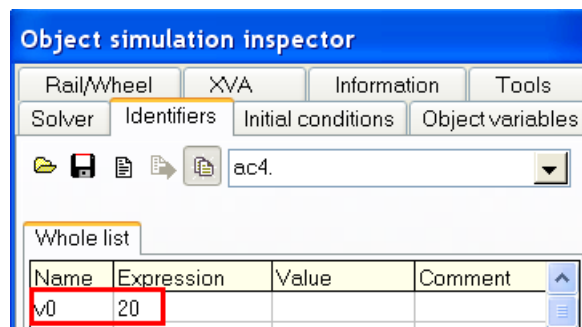 Object simulation inspector
Rail/Wheel XVA Information Tools
Solver Identifiers Initial conditions Object variables
ac4.
Whole list
Name Expression Value Comment
v0 20